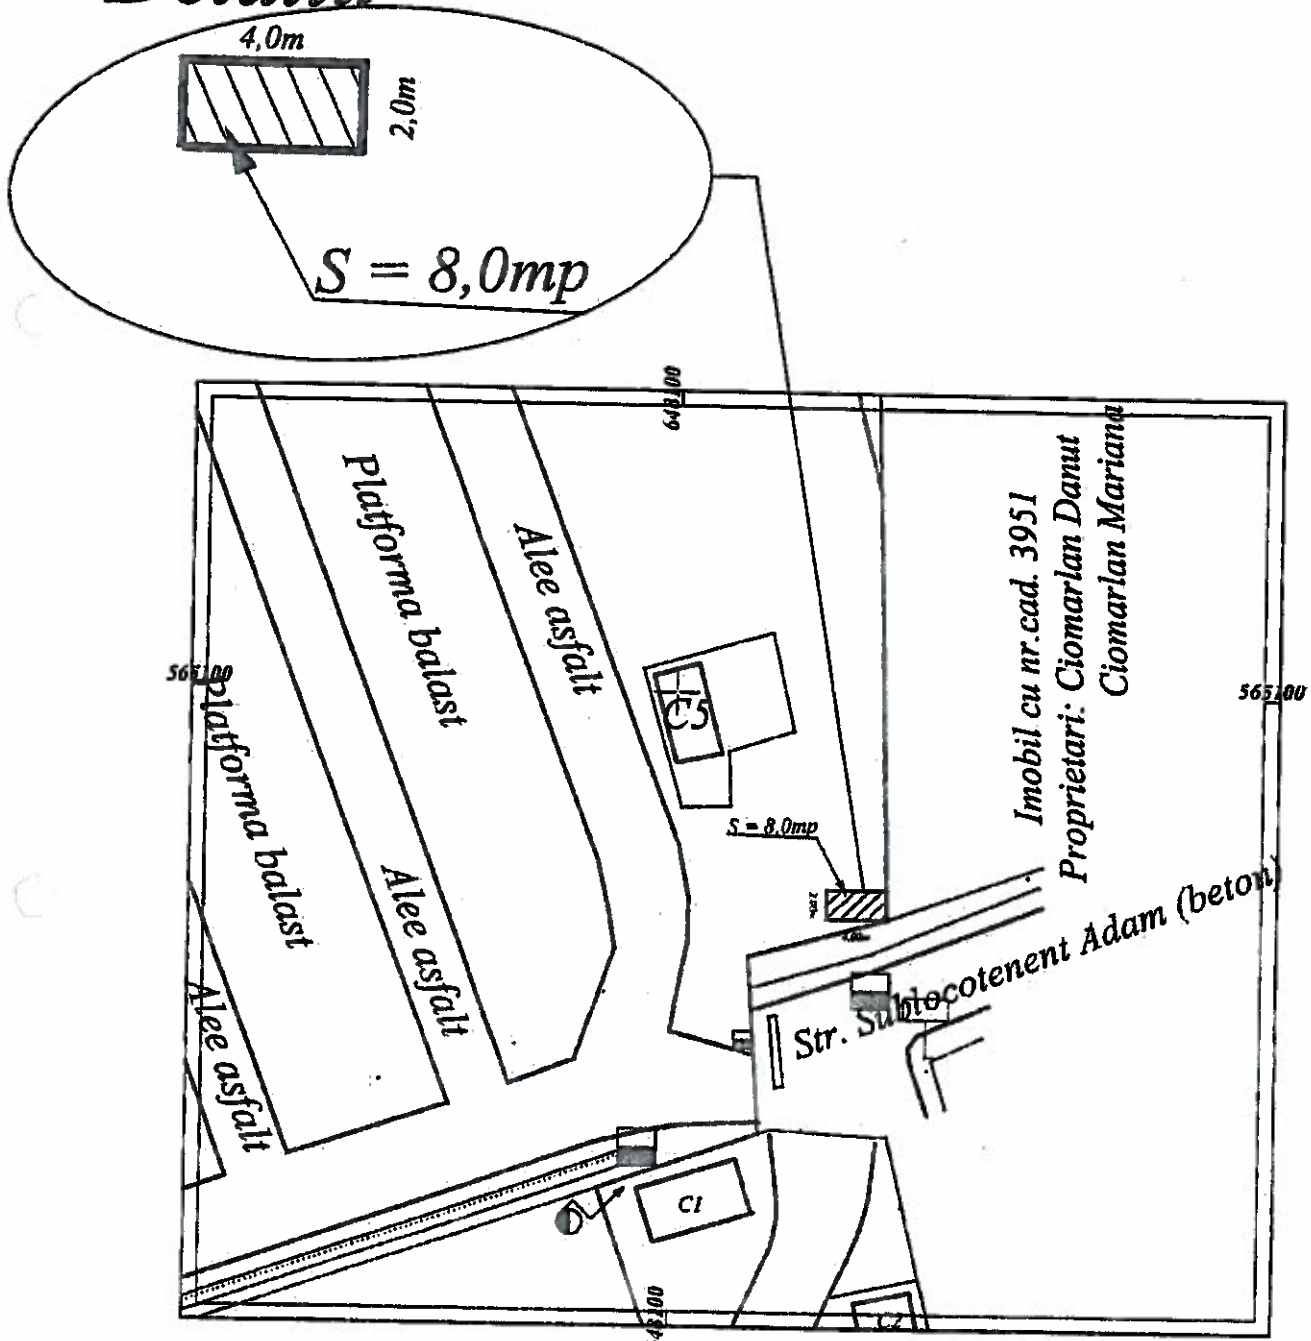 4,0m
2,0m
S = 8,0mp
648100
565100
565100
Platforma balast
Alee asfalt
Platforma balast
Alee asfalt
Alee asfalt
C5
S = 8,0mp
Imobil cu nr.cad. 3951
Proprietari: Ciomarlan Danut
Ciomarlan Mariana
Str. Sublocotenent Adam (beton)
C1
C2
48100